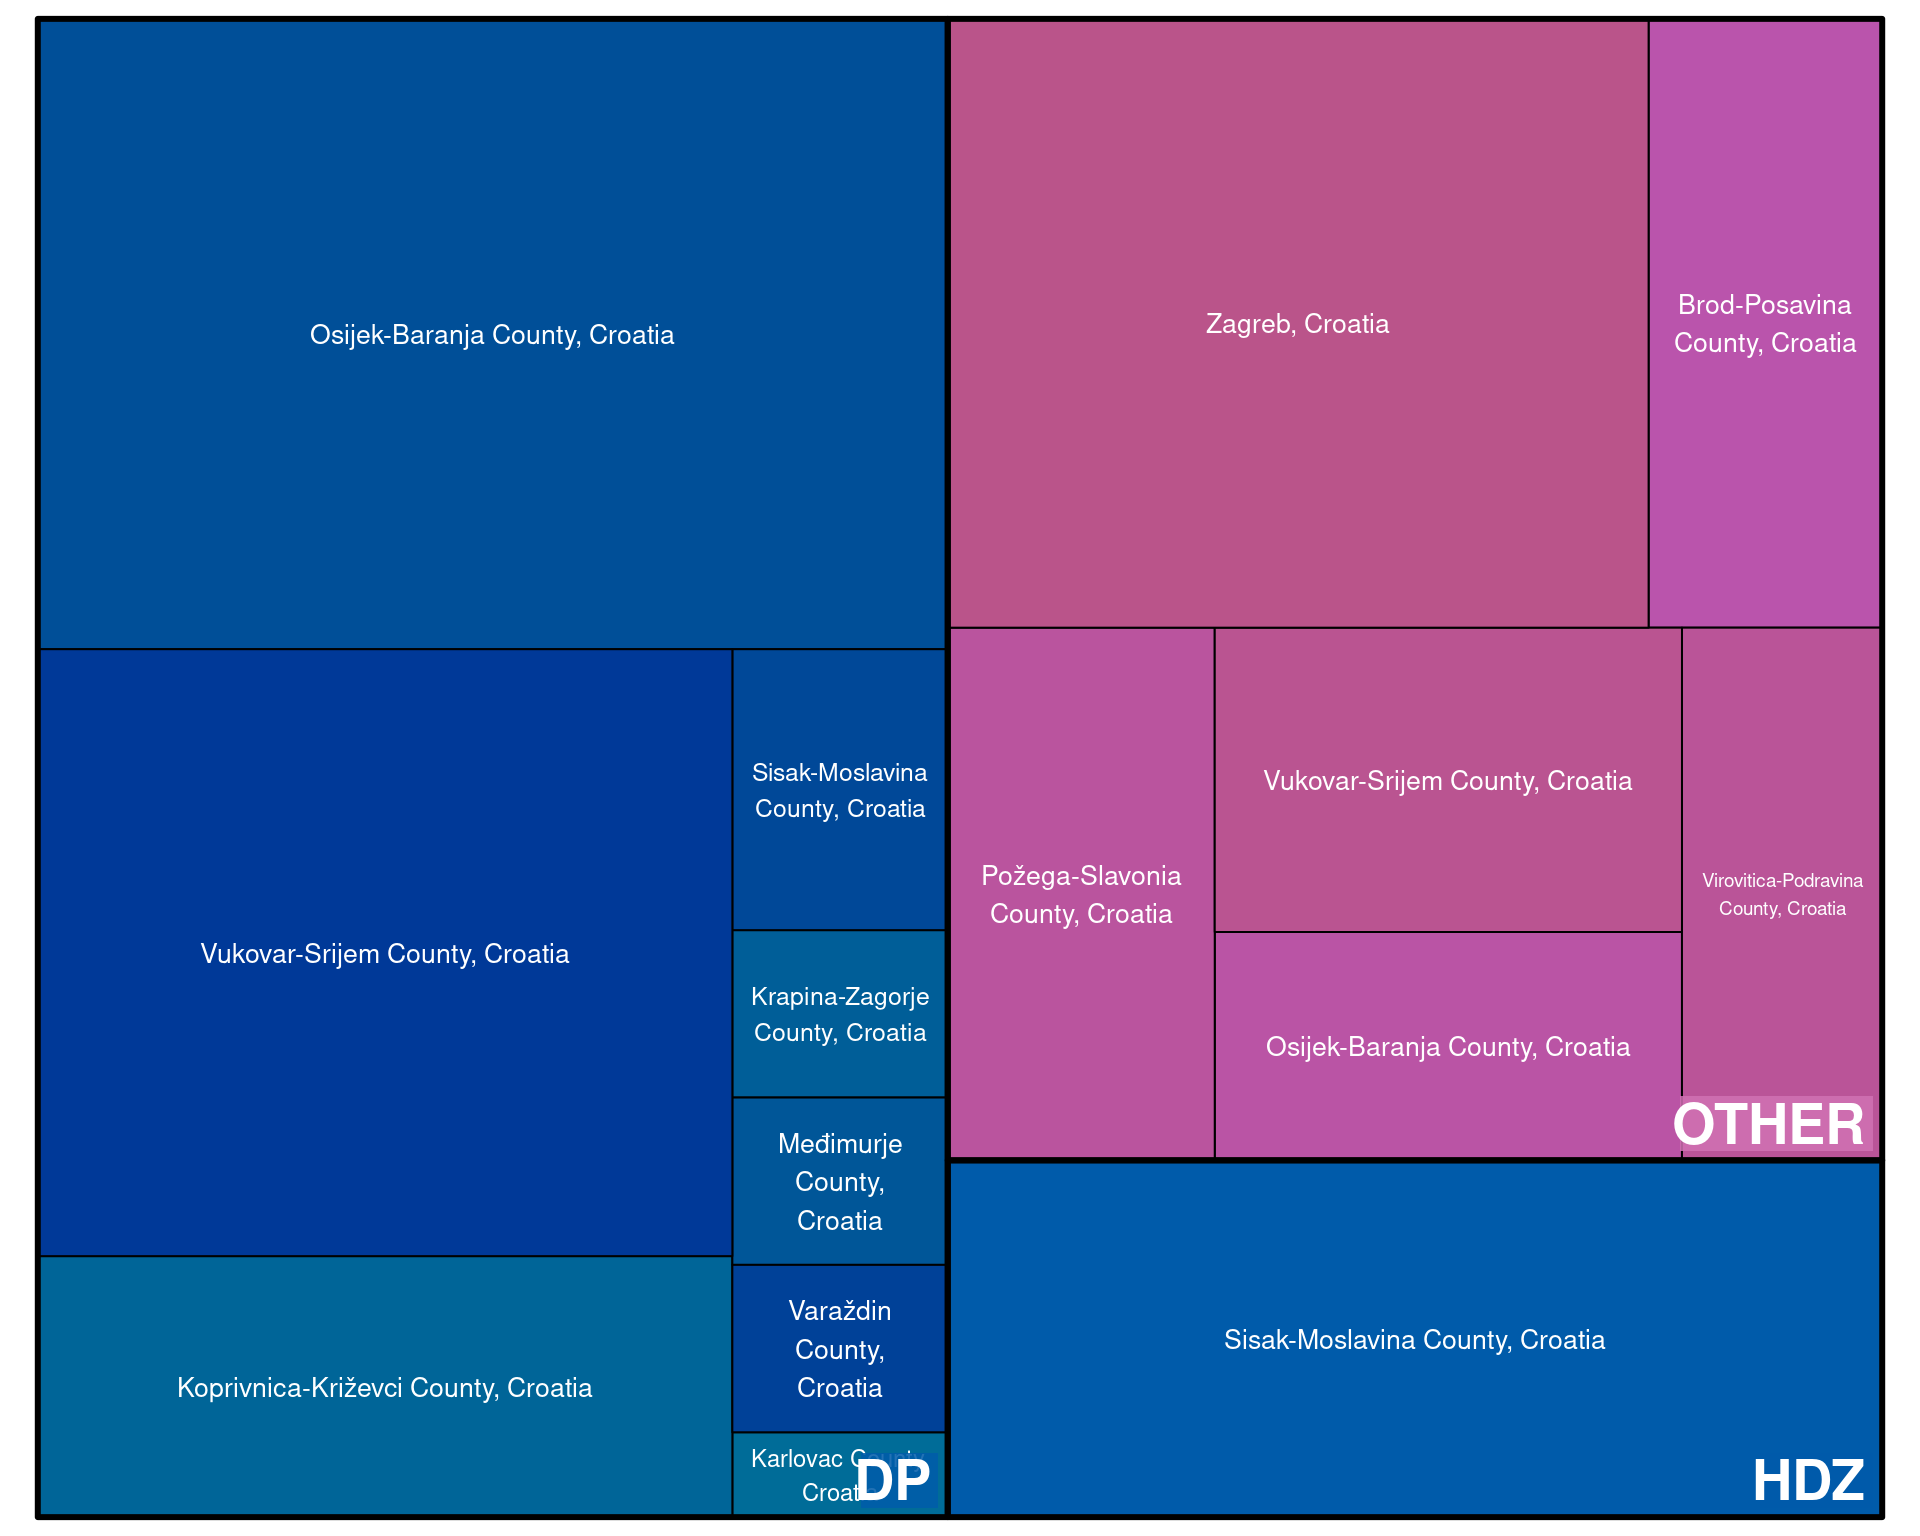 Osijek-Baranja County, Croatia
Vukovar-Srijem County, Croatia
Sisak-Moslavina
County, Croatia
Krapina-Zagorje
County, Croatia
Međimurje
County,
Croatia
Varaždin
County,
Croatia
Koprivnica-Križevci County, Croatia
Karlovac County,
Croatia
DP
Zagreb, Croatia
Brod-Posavina
County, Croatia
Požega-Slavonia
County, Croatia
Vukovar-Srijem County, Croatia
Osijek-Baranja County, Croatia
Virovitica-Podravina
County, Croatia
OTHER
Sisak-Moslavina County, Croatia
HDZ